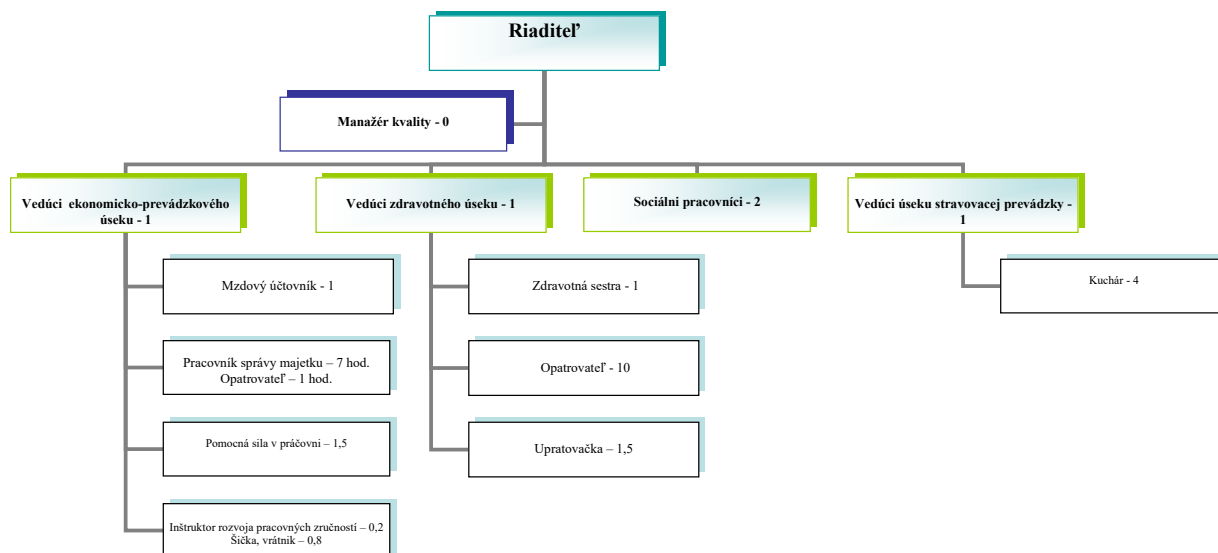 Riaditeľ
Manažér kvality - 0
Vedúci ekonomicko-prevádzkového
úseku - 1
Vedúci zdravotného úseku - 1
Sociálni pracovníci - 2
Vedúci úseku stravovacej prevádzky -
1
Mzdový účtovník - 1
Zdravotná sestra - 1
Kuchár - 4
Pracovník správy majetku – 7 hod.
Opatrovateľ – 1 hod.
Opatrovateľ - 10
Pomocná sila v práčovni – 1,5
Upratovačka – 1,5
Inštruktor rozvoja pracovných zručností – 0,2
Šička, vrátnik – 0,8